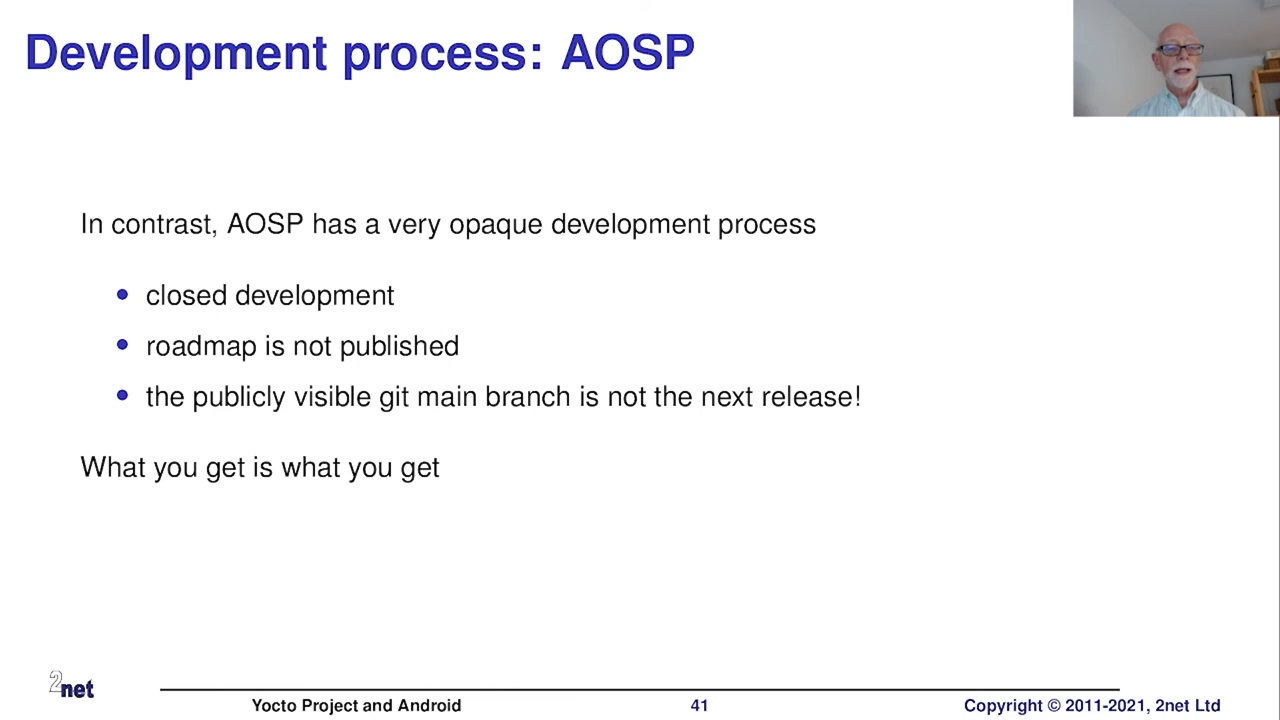 Development process: AOSP
In contrast, AOSP has a very opaque development process
• closed development
• roadmap is not published
• the publicly visible git main branch is not the next release!
What you get is what you get
2net
Yocto Project and Android
41
Copyright © 2011-2021, 2net Ltd